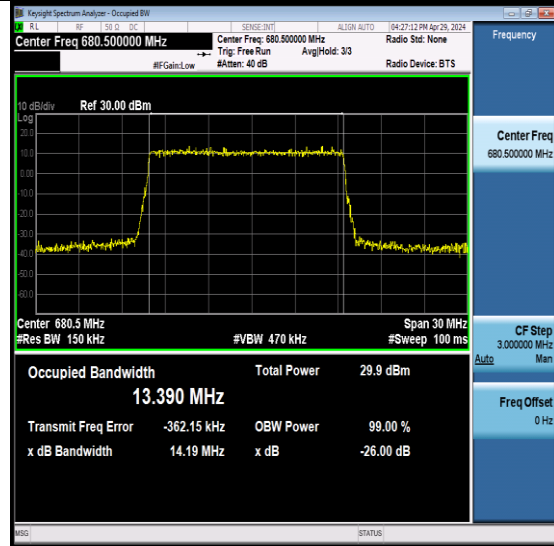 Keysight Spectrum Analyzer - Occupied BW
RL RF 50 Ω DC SENSE:INT ALIGN AUTO 04:27:12 PM Apr 29, 2024
Center Freq 680.500000 MHz
Center Freq: 680.500000 MHz
Radio Std: None
Trig: Free Run Avg|Hold: 3/3
#IFGain:Low #Atten: 40 dB Radio Device: BTS
10 dB/div Ref 30.00 dBm
Log
20.0
10.0
0.00
-10.0
-20.0
-30.0
-40.0
-50.0
-60.0
Center 680.5 MHz Span 30 MHz
#Res BW 150 kHz #VBW 470 kHz #Sweep 100 ms
Occupied Bandwidth Total Power 29.9 dBm
13.390 MHz
Transmit Freq Error -362.15 kHz OBW Power 99.00 %
x dB Bandwidth 14.19 MHz x dB -26.00 dB
MSG STATUS
Frequency
Center Freq
680.500000 MHz
CF Step
3.000000 MHz
Auto Man
Freq Offset
0 Hz